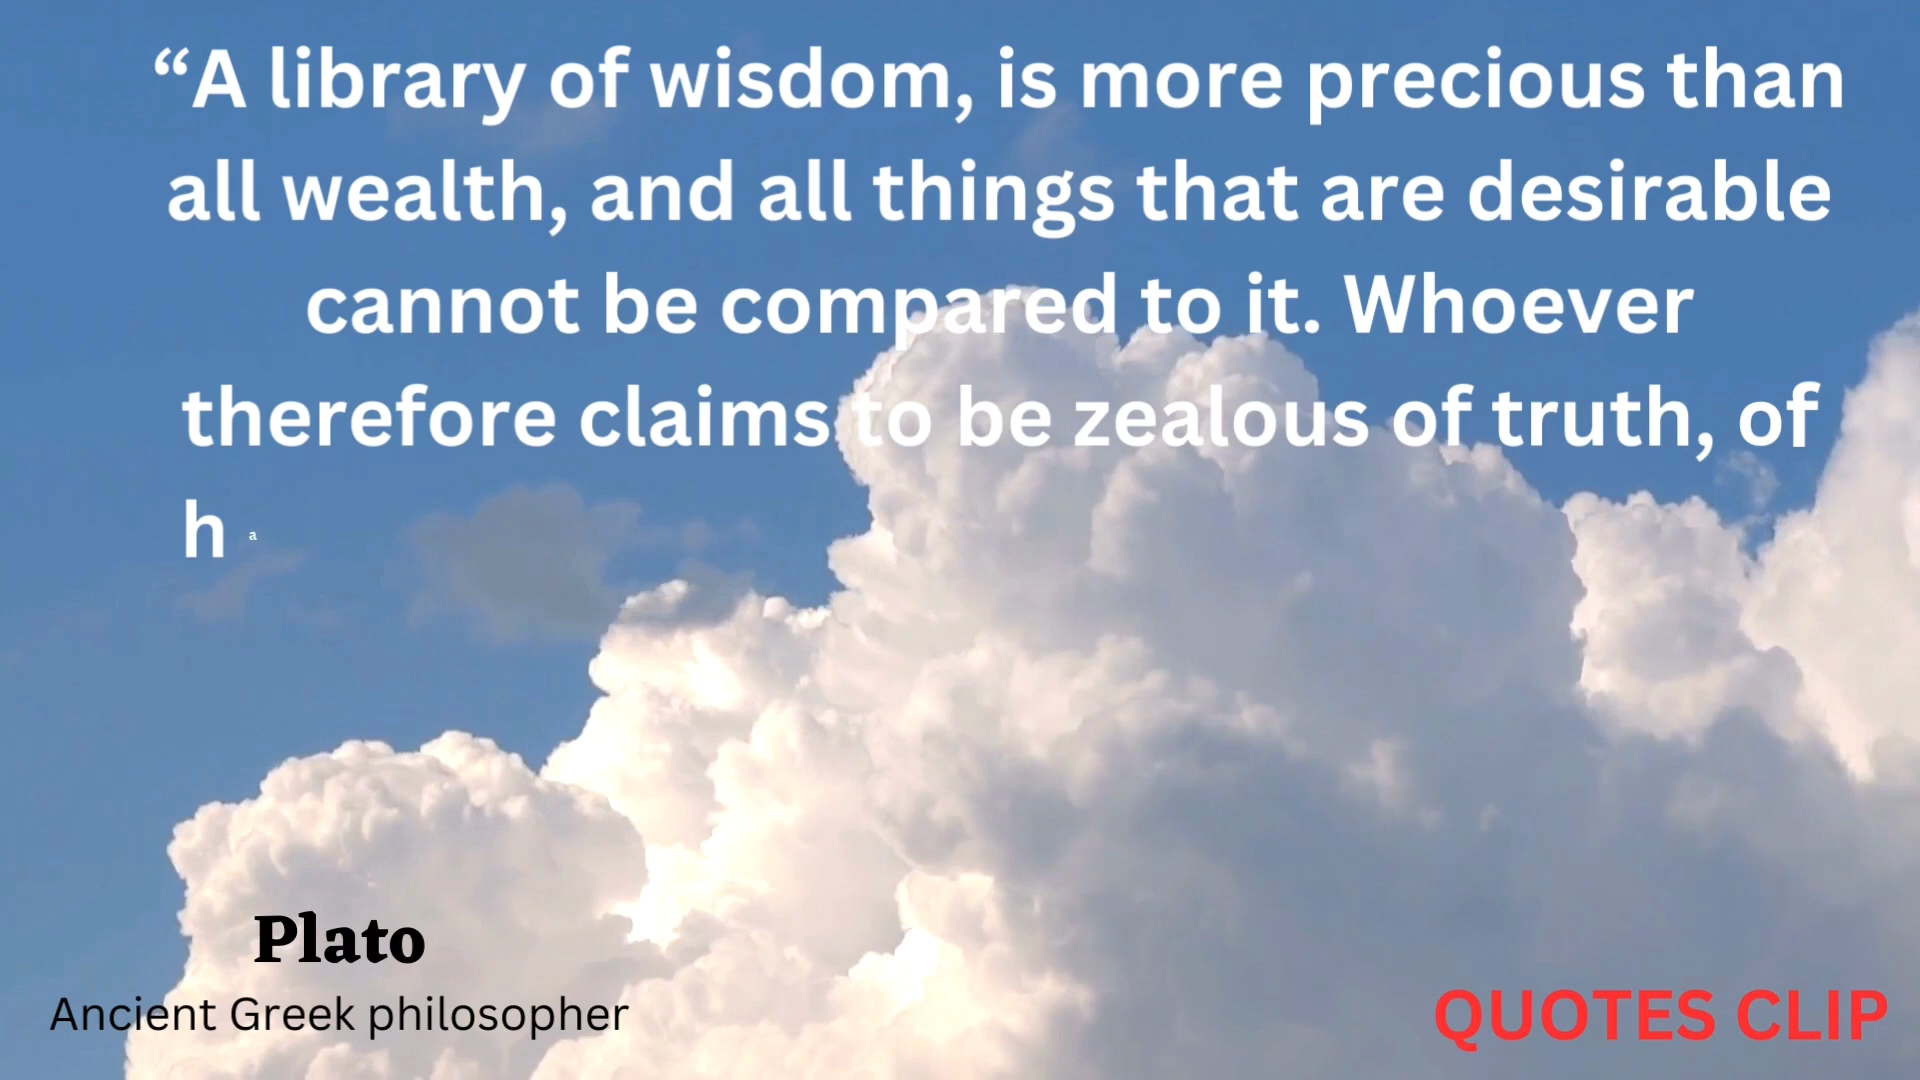 “A library of wisdom, is more precious than
all wealth, and all things that are desirable
cannot be compared to it. Whoever
therefore claims to be zealous of truth, of
h a
Plato
Ancient Greek philosopher
QUOTES CLIP